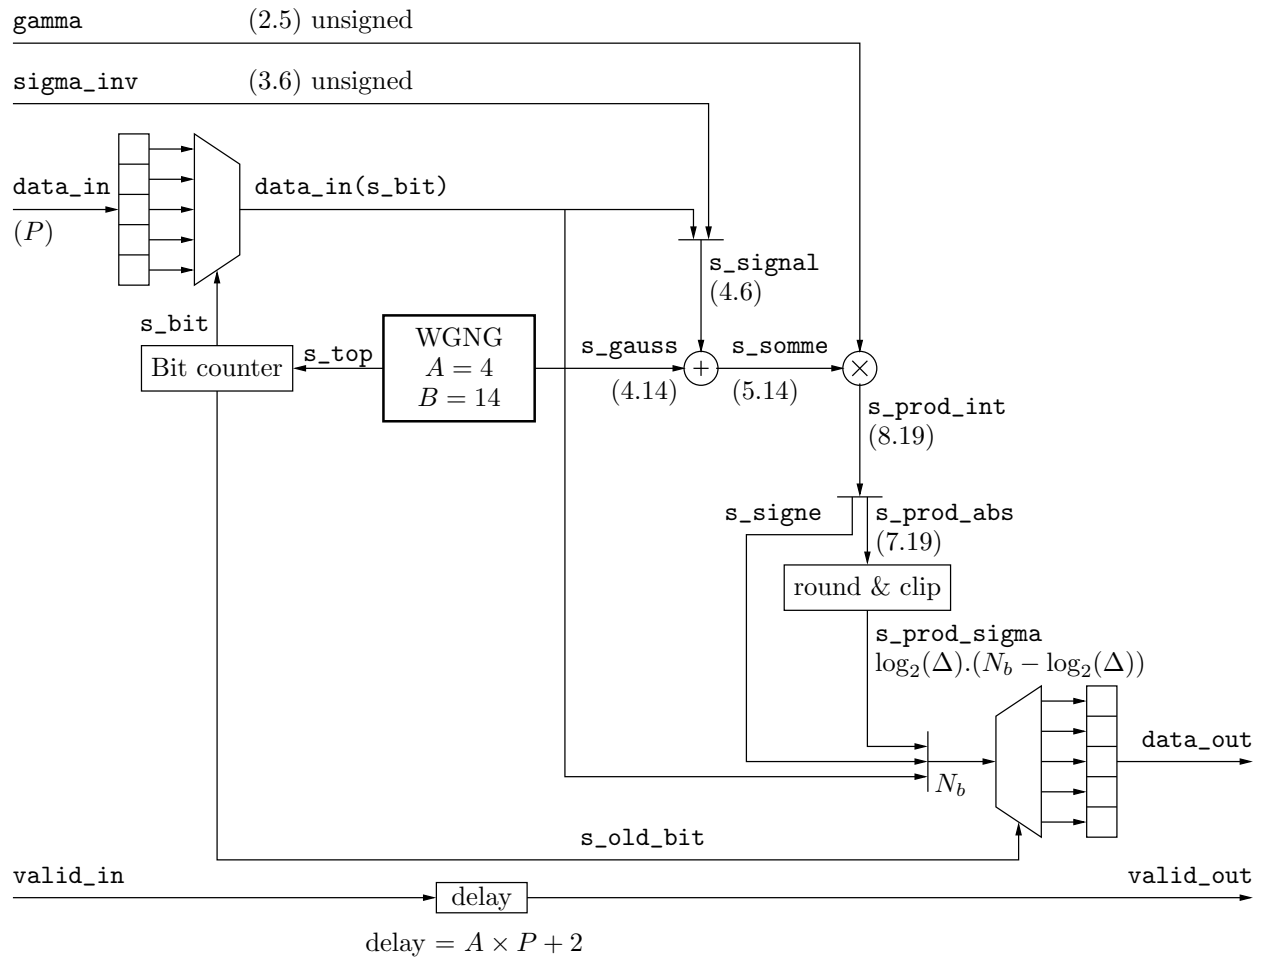 gamma (2.5) unsigned
sigma_inv (3.6) unsigned
data_in
(P)
data_in(s_bit)
s_signal
(4.6)
s_bit
Bit counter
s_top
WGNG
A = 4
B = 14
s_gauss
(4.14)
+
s_somme
(5.14)
×
s_prod_int
(8.19)
s_signe
s_prod_abs
(7.19)
round & clip
s_prod_sigma
log₂(Δ).(N_b − log₂(Δ))
N_b
data_out
s_old_bit
valid_in
delay
valid_out
delay = A × P + 2